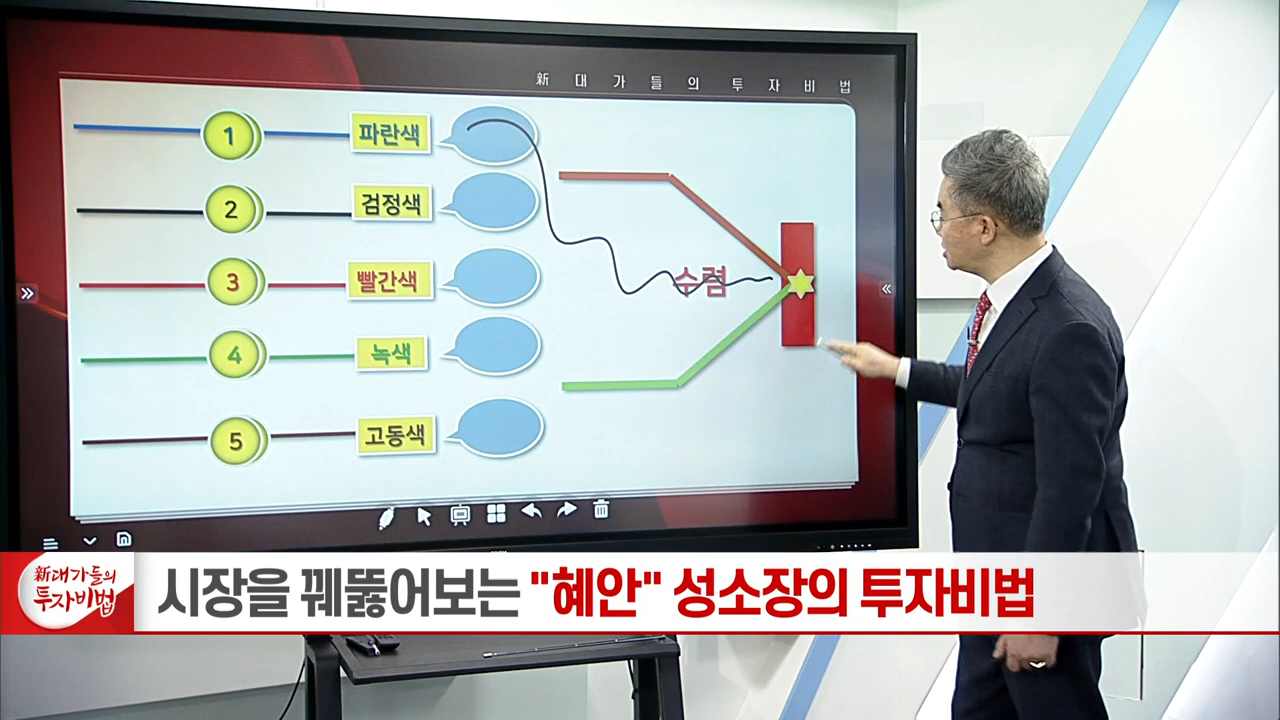 新 대 가 들 의 투 자 비 법
1 파란색
2 검정색
3 빨간색
4 녹색
5 고동색
수렴
新대가들의
투자비법
시장을 꿰뚫어보는 "혜안" 성소장의 투자비법